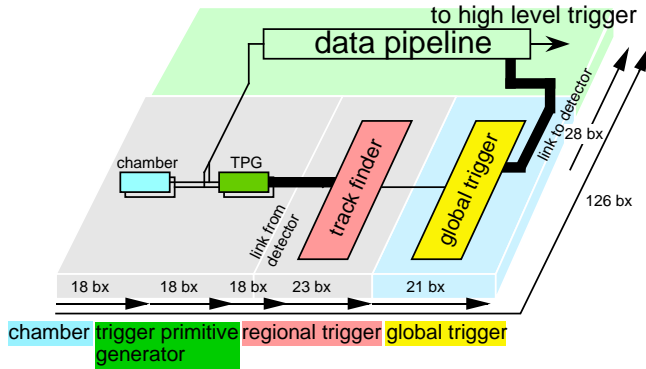 to high level trigger
data pipeline
link to detector
chamber
TPG
28 bx
track finder
global trigger
126 bx
link from
detector
18 bx
18 bx
18 bx
23 bx
21 bx
chamber
trigger primitive
generator
regional trigger
global trigger